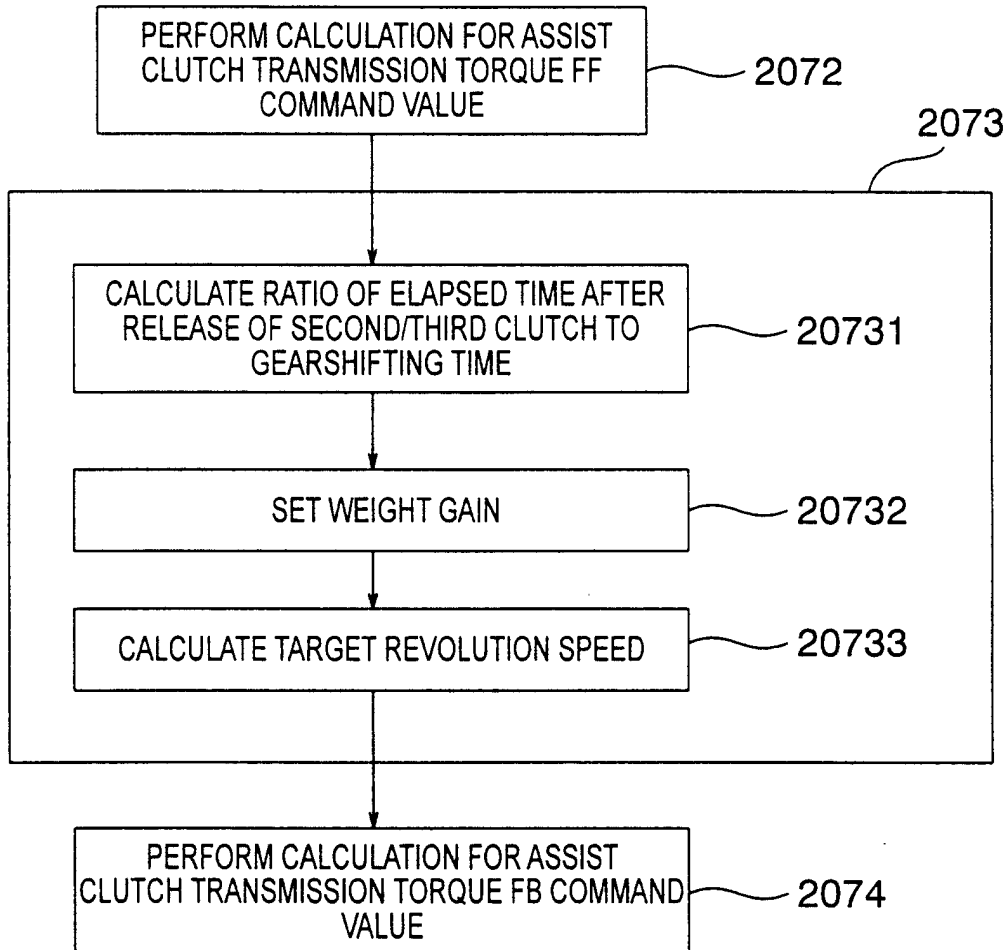 PERFORM CALCULATION FOR ASSIST
CLUTCH TRANSMISSION TORQUE FF
COMMAND VALUE
2072
2073
CALCULATE RATIO OF ELAPSED TIME AFTER
RELEASE OF SECOND/THIRD CLUTCH TO
GEARSHIFTING TIME
20731
SET WEIGHT GAIN
20732
CALCULATE TARGET REVOLUTION SPEED
20733
PERFORM CALCULATION FOR ASSIST
CLUTCH TRANSMISSION TORQUE FB COMMAND
VALUE
2074